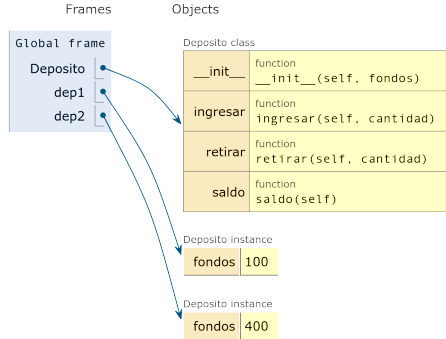 Frames
Objects
Global frame
Deposito
dep1
dep2
Deposito class
__init__
function
__init__(self, fondos)
ingresar
function
ingresar(self, cantidad)
retirar
function
retirar(self, cantidad)
saldo
function
saldo(self)
Deposito instance
fondos 100
Deposito instance
fondos 400